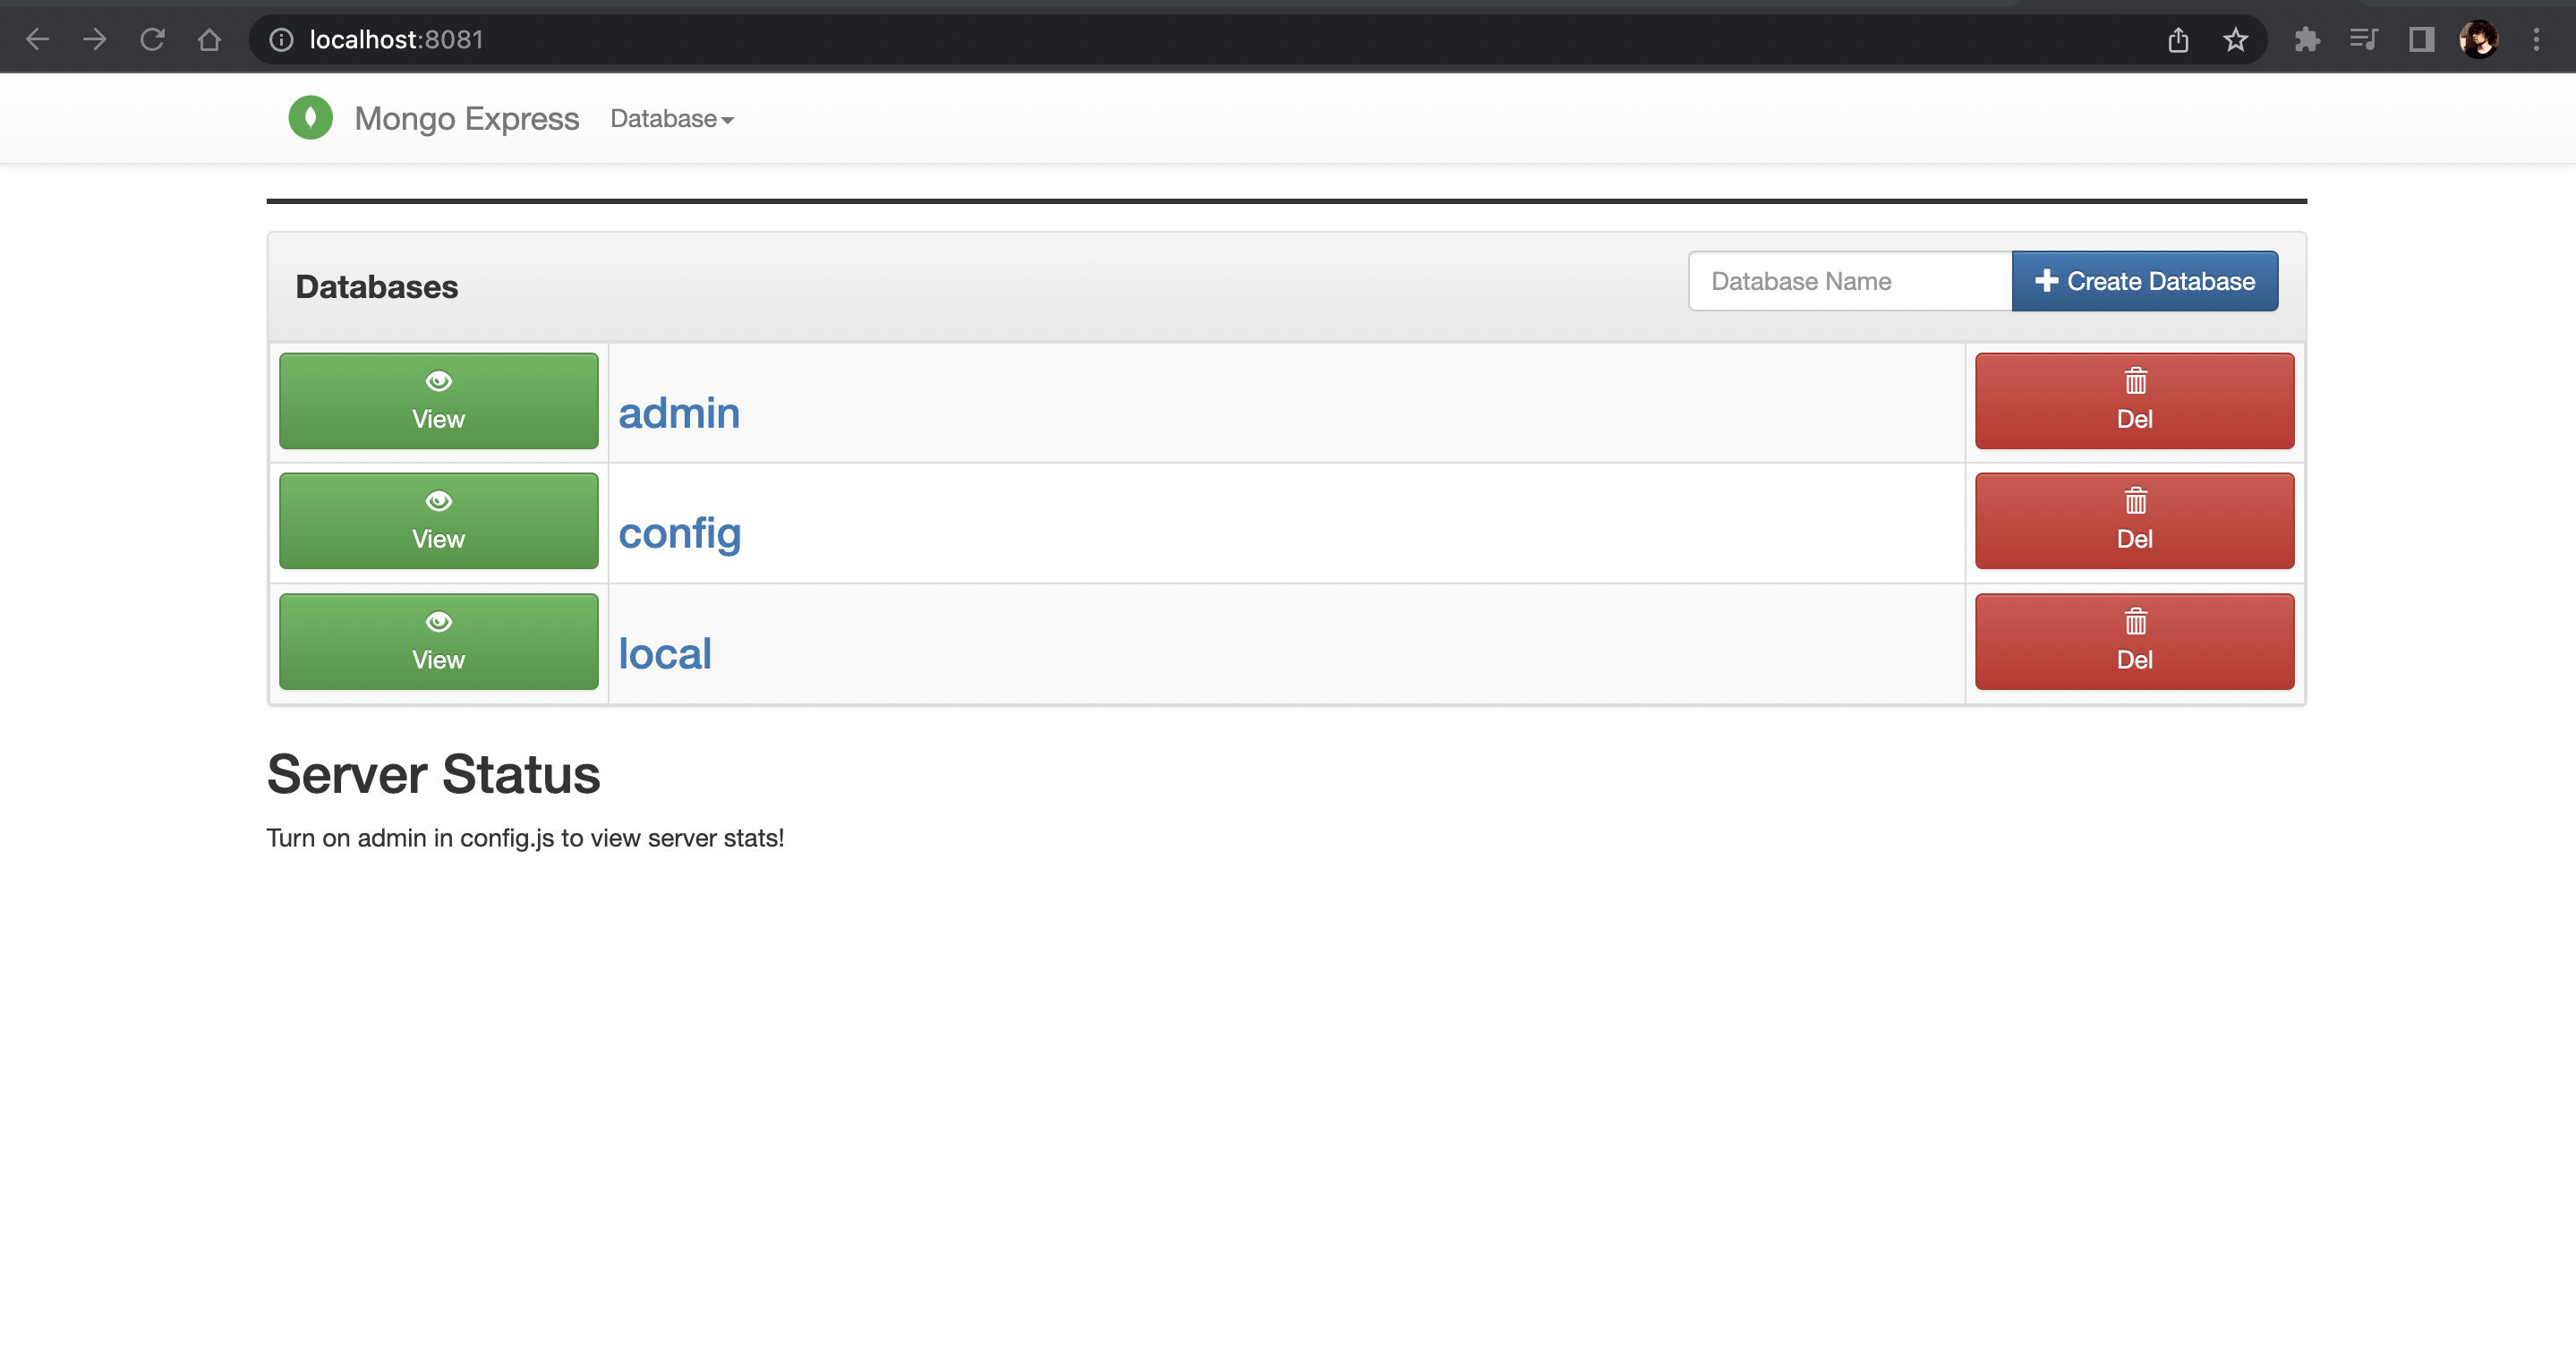 localhost:8081
Mongo Express Database
Databases
Database Name Create Database
View admin Del
View config Del
View local Del
Server Status
Turn on admin in config.js to view server stats!